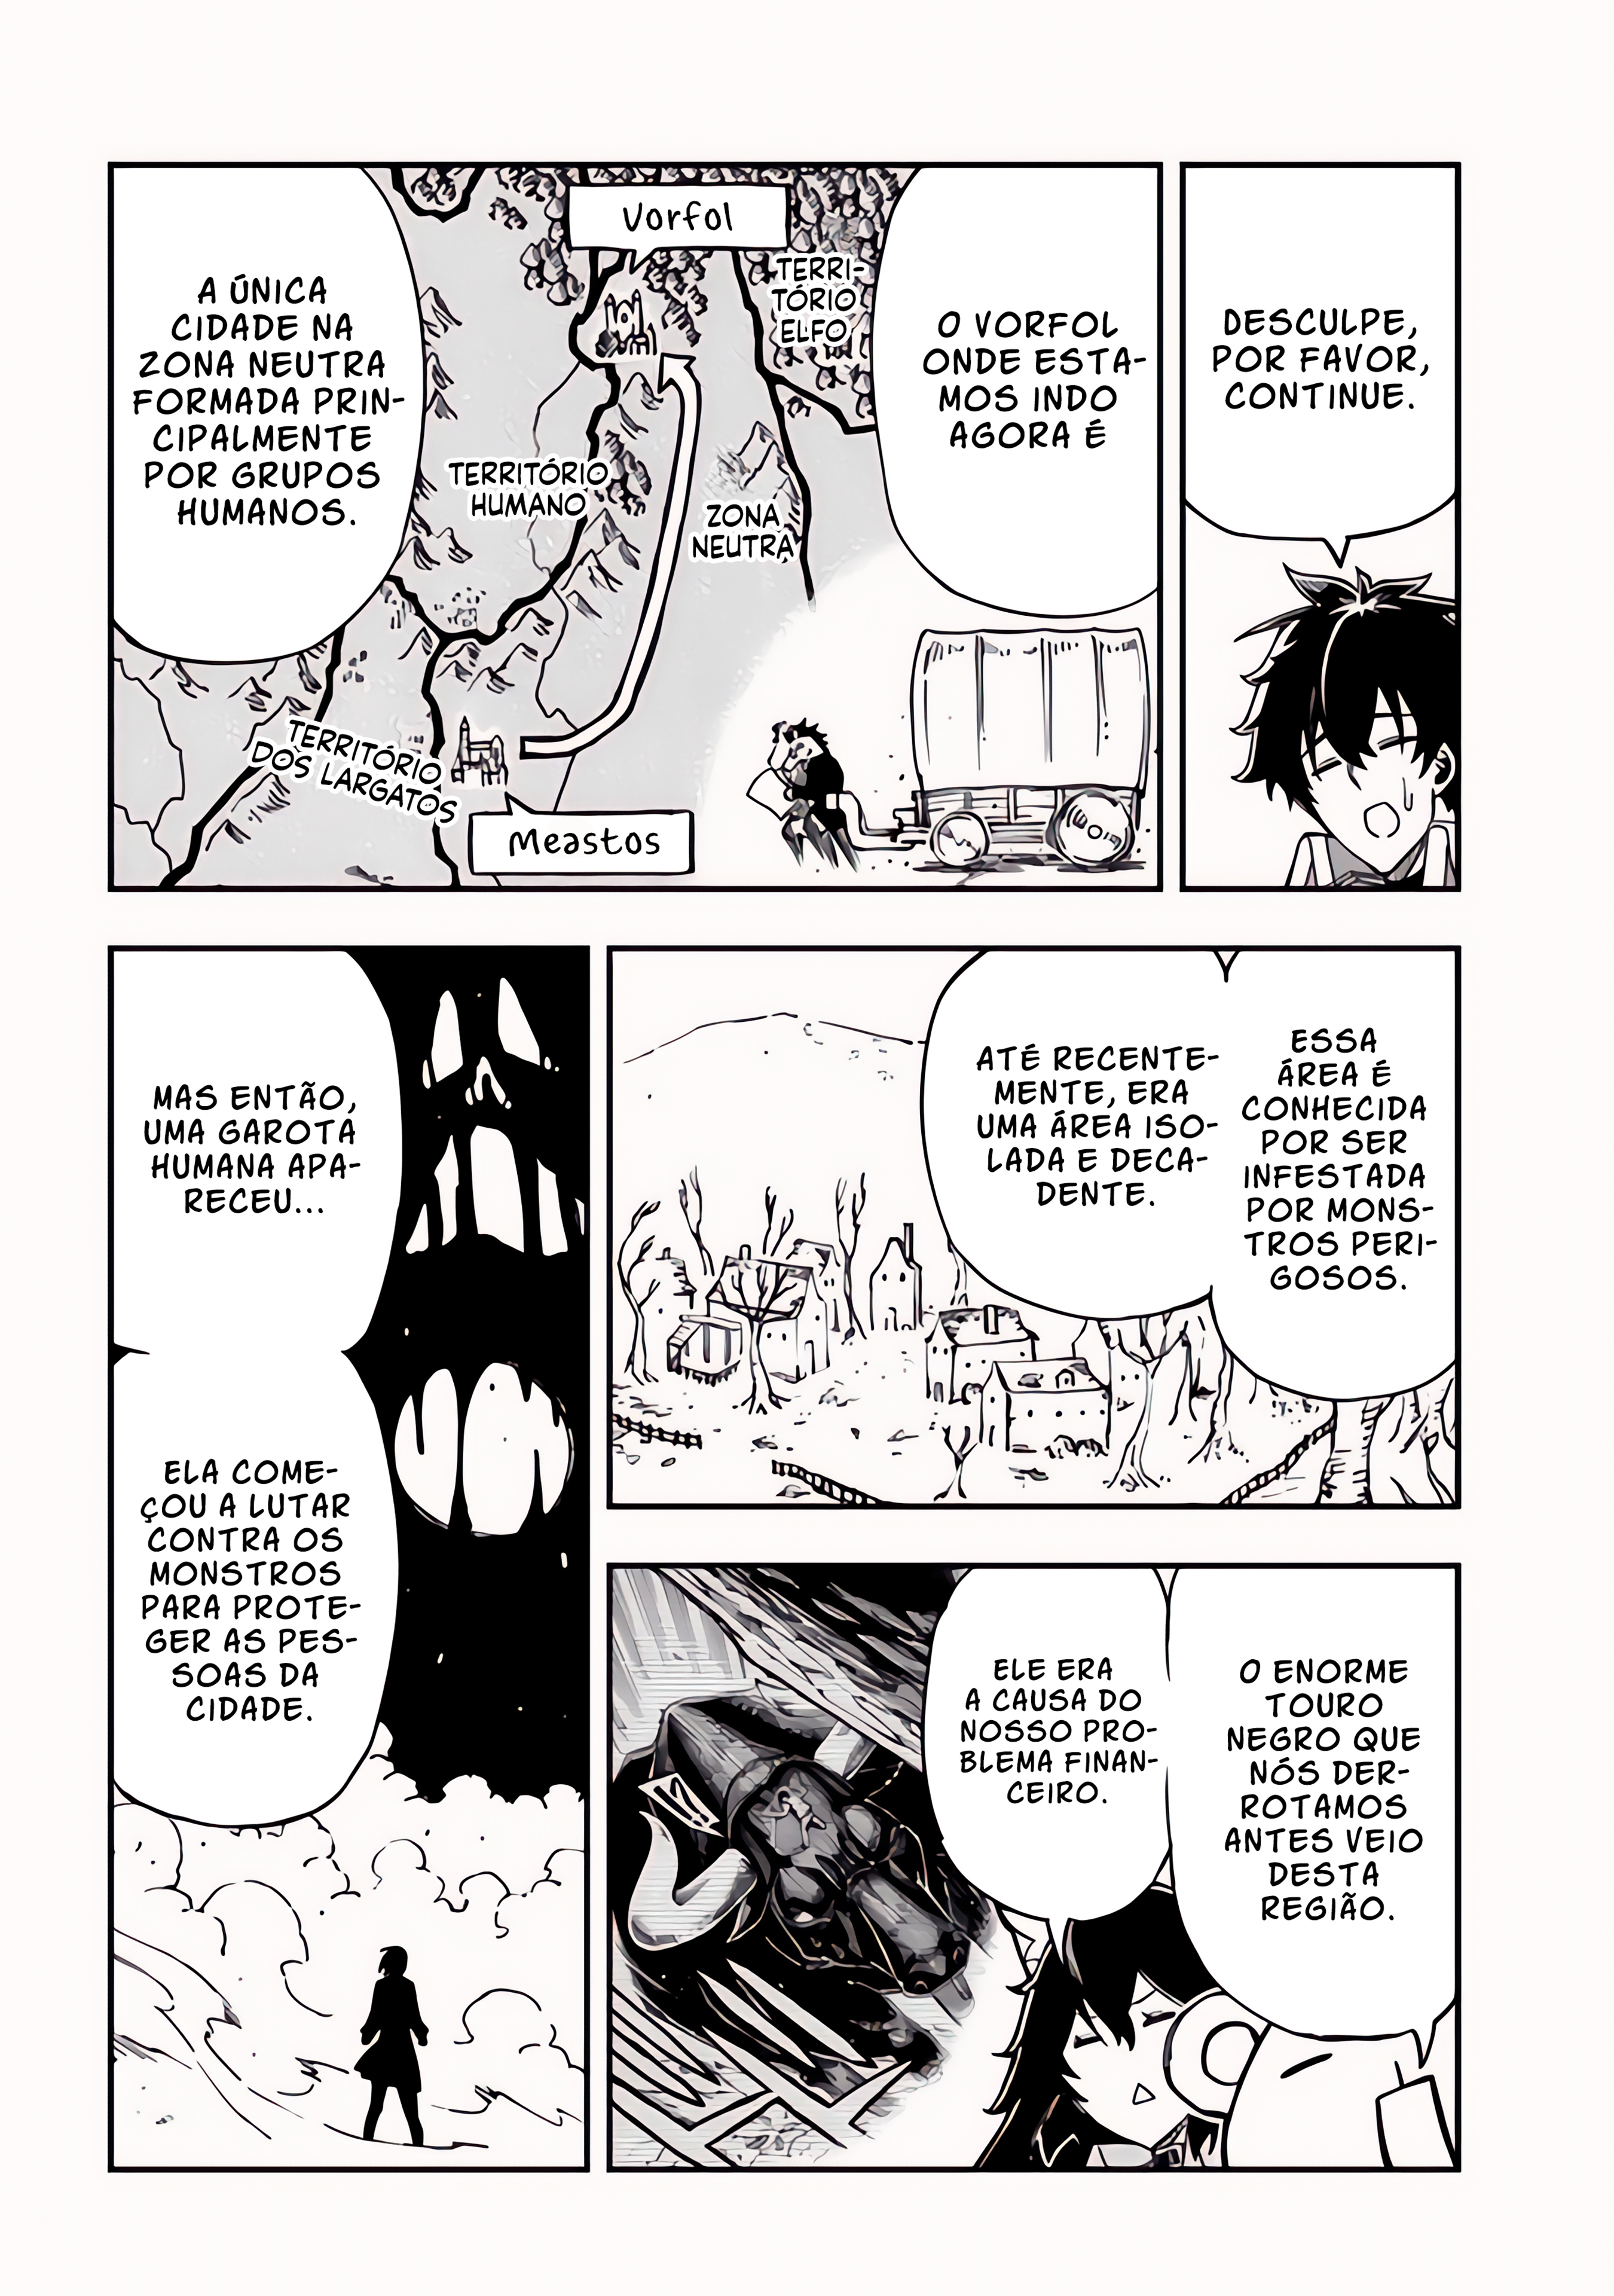 DESCULPE,
POR FAVOR,
CONTINUE.
O VORFOL
ONDE ESTA-
MOS INDO
AGORA É
Vorfol
TERRI-
TÓRIO
ELFO
TERRITÓRIO
HUMANO
ZONA
NEUTRA
TERRITÓRIO
DOS LARGATOS
Meastos
A ÚNICA
CIDADE NA
ZONA NEUTRA
FORMADA PRIN-
CIPALMENTE
POR GRUPOS
HUMANOS.
ESSA
ÁREA É
CONHECIDA
POR SER
INFESTADA
POR MONS-
TROS PERI-
GOSOS.
ATÉ RECENTE-
MENTE, ERA
UMA ÁREA ISO-
LADA E DECA-
DENTE.
O ENORME
TOURO
NEGRO QUE
NÓS DER-
ROTAMOS
ANTES VEIO
DESTA
REGIÃO.
ELE ERA
A CAUSA DO
NOSSO PRO-
BLEMA FINAN-
CEIRO.
MAS ENTÃO,
UMA GAROTA
HUMANA APA-
RECEU...
ELA COME-
ÇOU A LUTAR
CONTRA OS
MONSTROS
PARA PROTE-
GER AS PES-
SOAS DA
CIDADE.